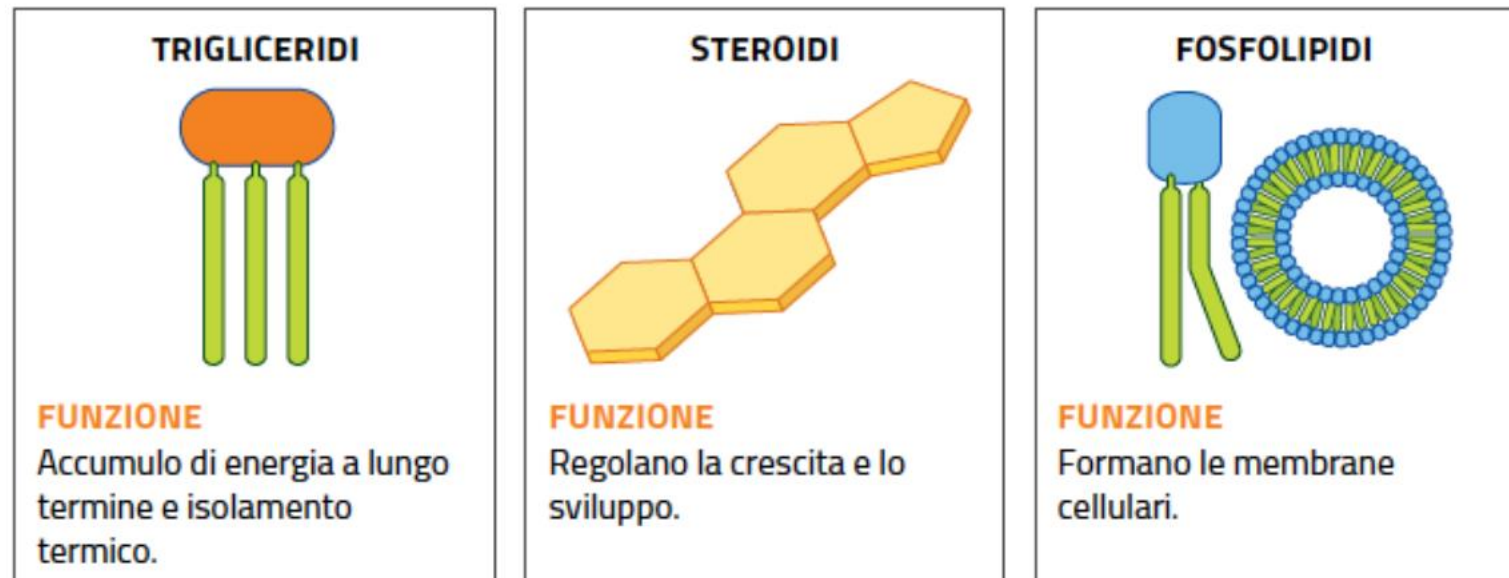 TRIGLICERIDI
FUNZIONE
Accumulo di energia a lungo
termine e isolamento
termico.
STEROIDI
FUNZIONE
Regolano la crescita e lo
sviluppo.
FOSFOLIPIDI
FUNZIONE
Formano le membrane
cellulari.